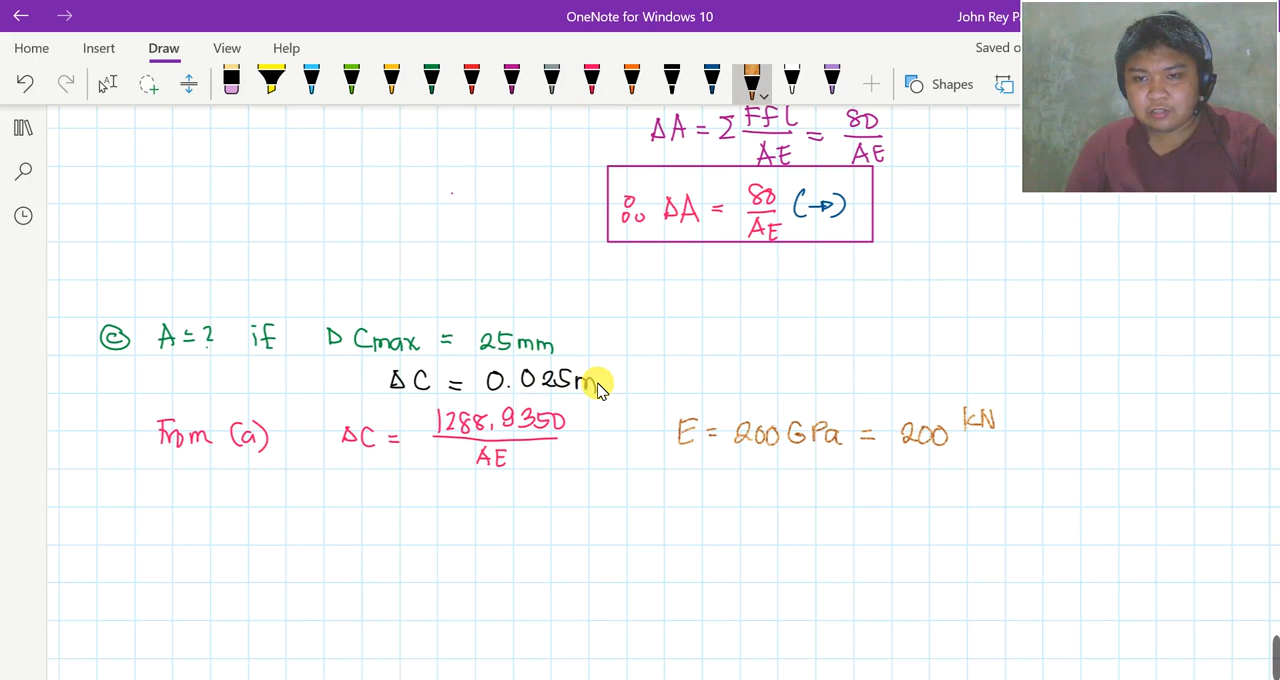 OneNote for Windows 10
John Rey P
Home Insert Draw View Help
Saved o
Shapes
ΔA = Σ FfL/AE = 80/AE
∴ ΔA = 80/AE (→)
ⓒ A = ? if ΔCmax = 25mm
ΔC = 0.025m
From (a) ΔC = 1288.9350/AE E = 200 GPa = 200 kN